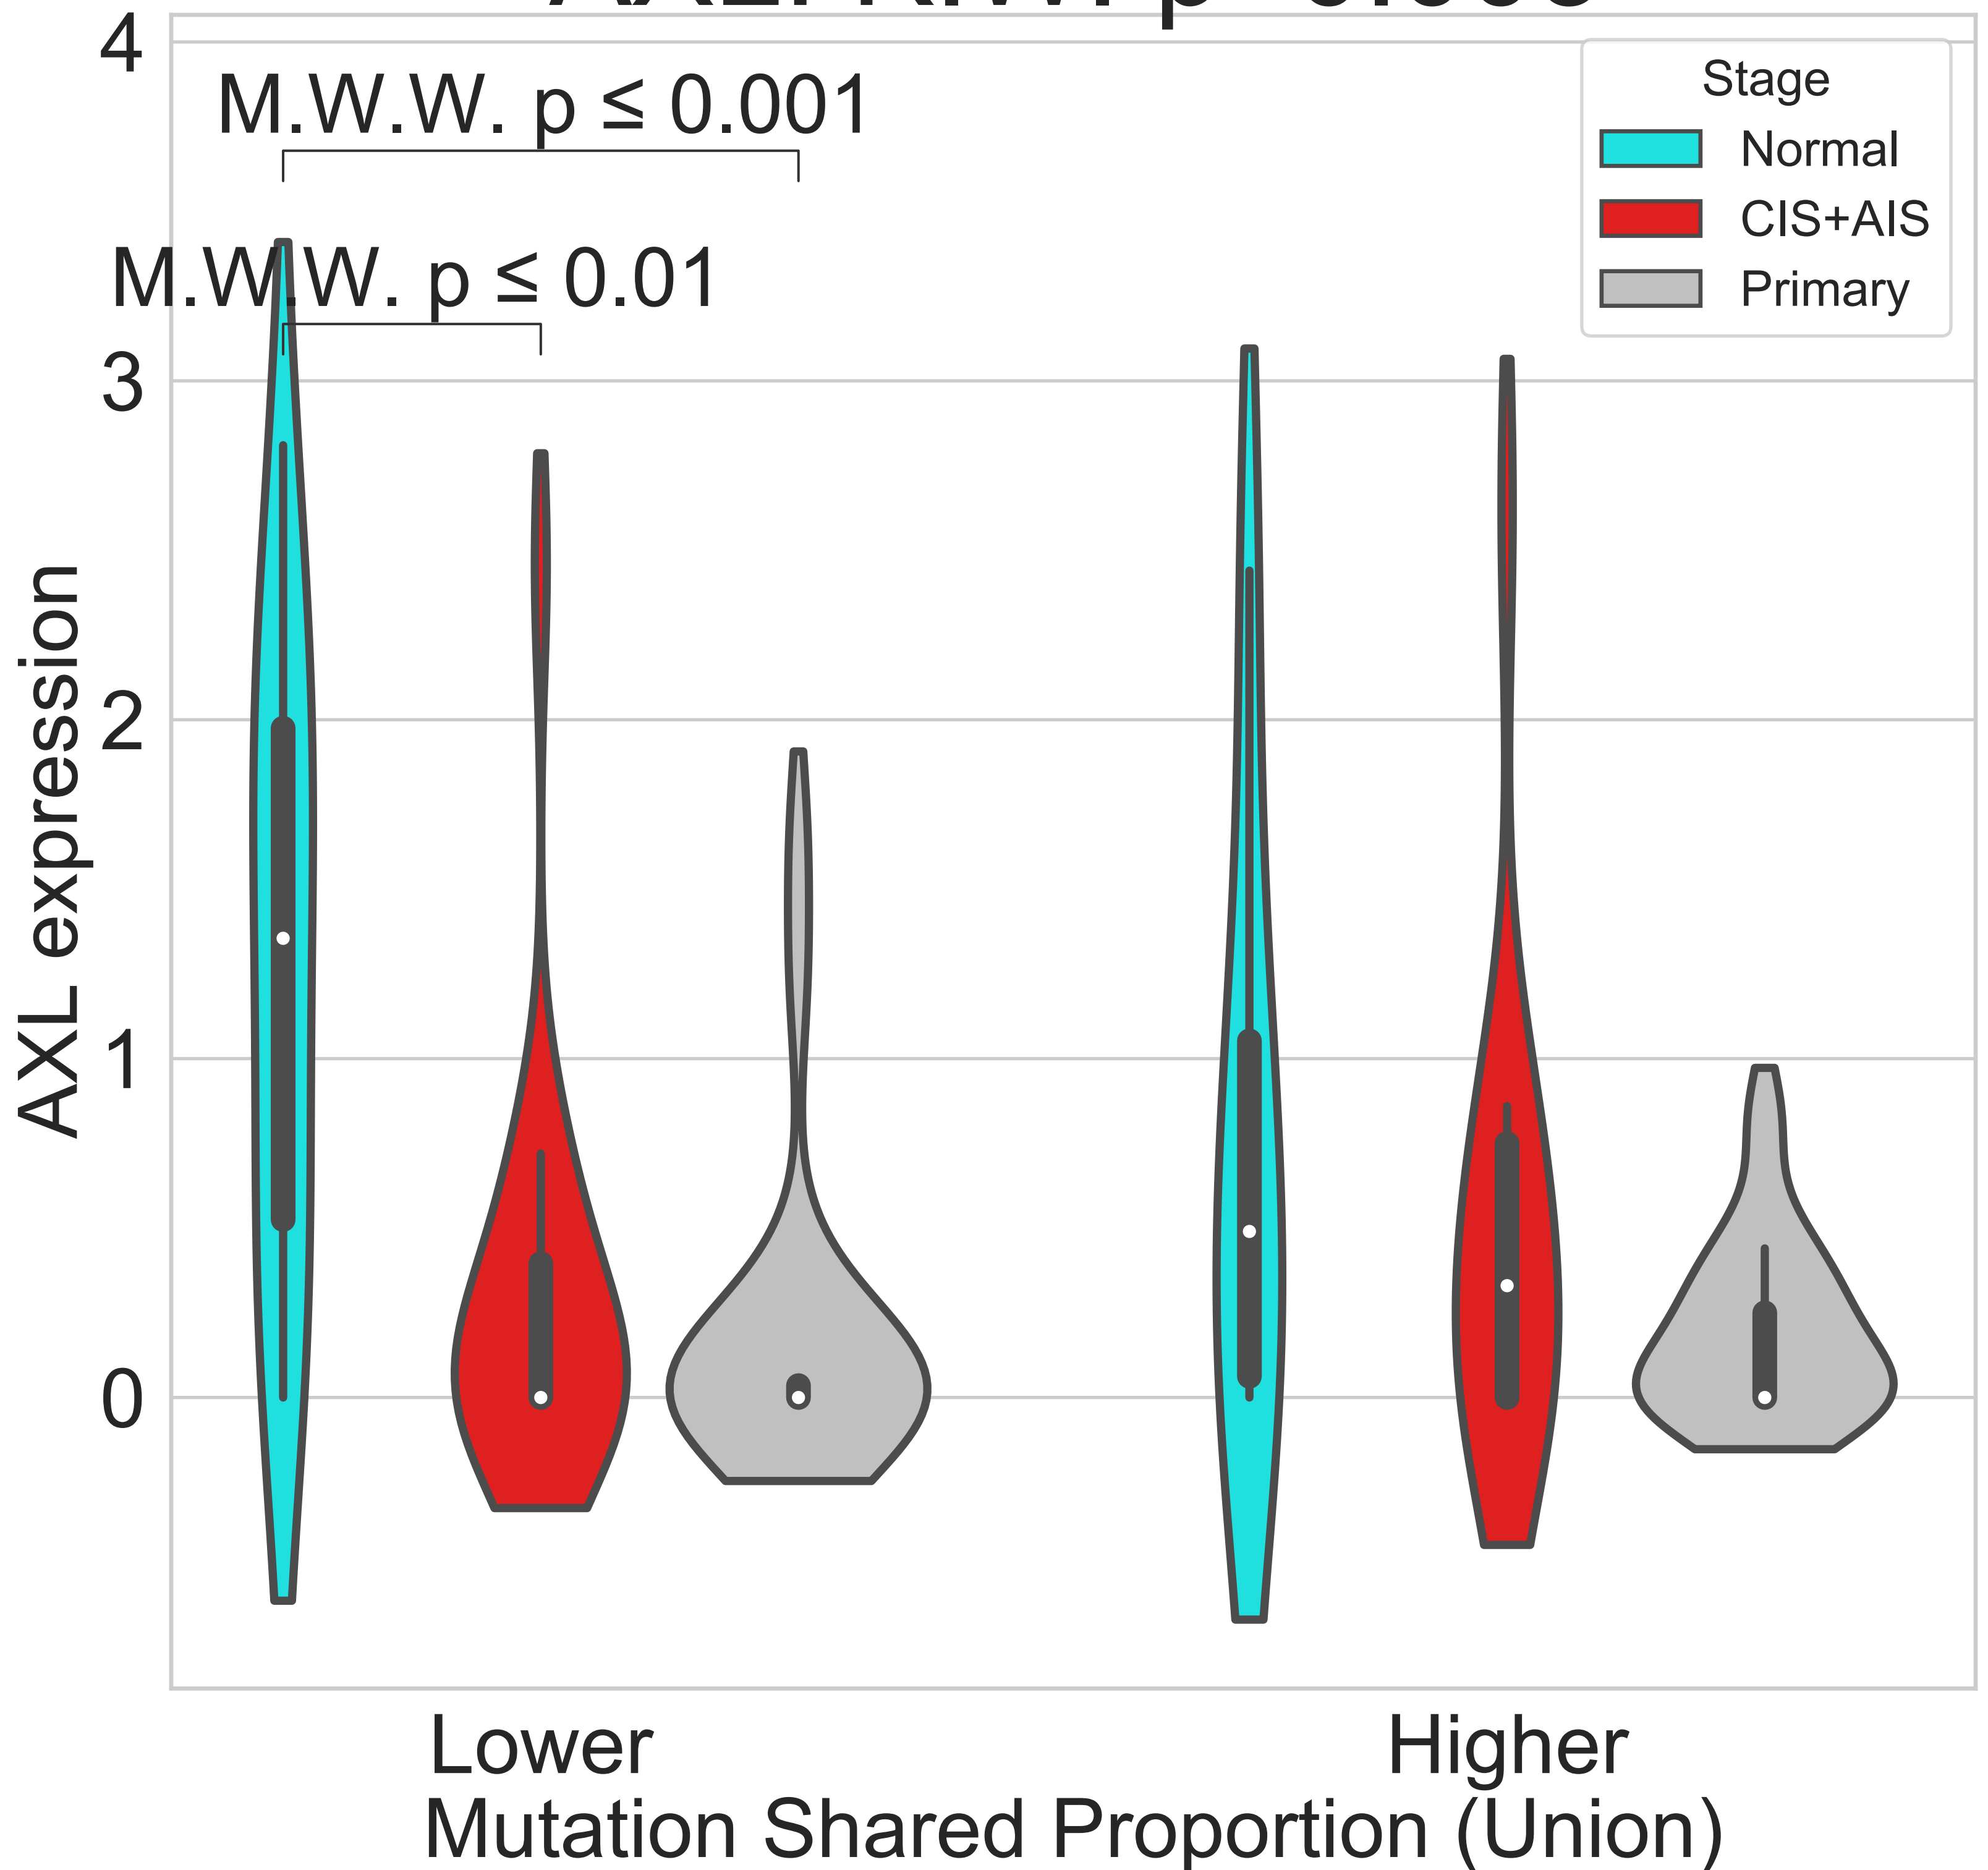 4
M.W.W. p ≤ 0.001
M.W.W. p ≤ 0.01
3
2
1
0
AXL expression
Stage
Normal
CIS+AIS
Primary
Lower
Higher
Mutation Shared Proportion (Union)